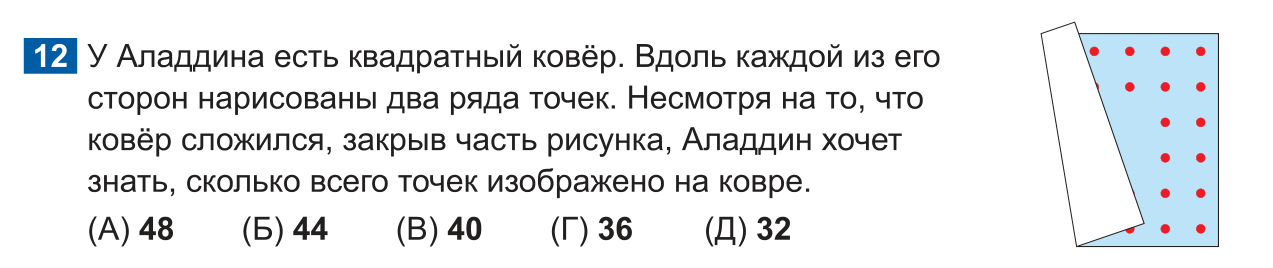 12 У Аладдина есть квадратный ковёр. Вдоль каждой из его
сторон нарисованы два ряда точек. Несмотря на то, что
ковёр сложился, закрыв часть рисунка, Аладдин хочет
знать, сколько всего точек изображено на ковре.
(А) 48 (Б) 44 (В) 40 (Г) 36 (Д) 32